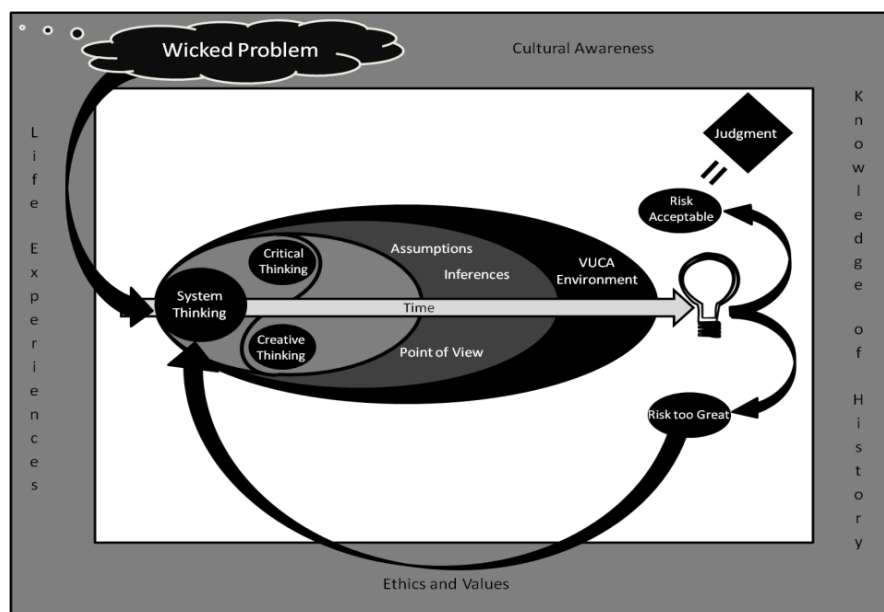 Wicked Problem
Cultural Awareness
Life Experiences
Knowledge of History
Judgment
Risk
Acceptable
Critical
Thinking
Assumptions
Inferences
VUCA
Environment
System
Thinking
Time
Creative
Thinking
Point of View
Risk too Great
Ethics and Values